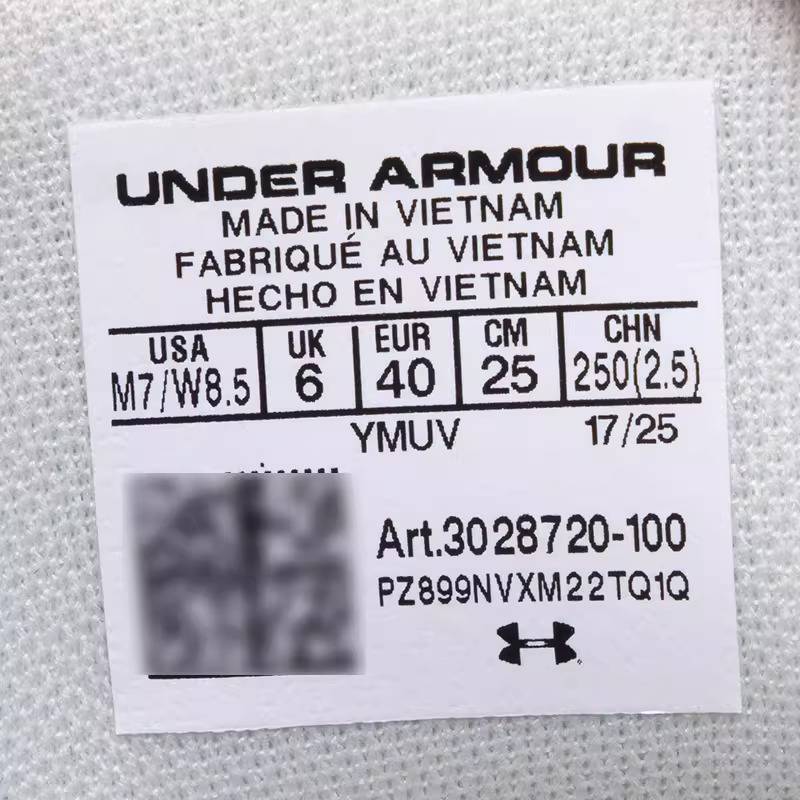 UNDER ARMOUR
MADE IN VIETNAM
FABRIQUÉ AU VIETNAM
HECHO EN VIETNAM
USA UK EUR CM CHN
M7/W8.5 6 40 25 250(2.5)
YMUV 17/25
Art.3028720-100
PZ899NVXM22TQ1Q